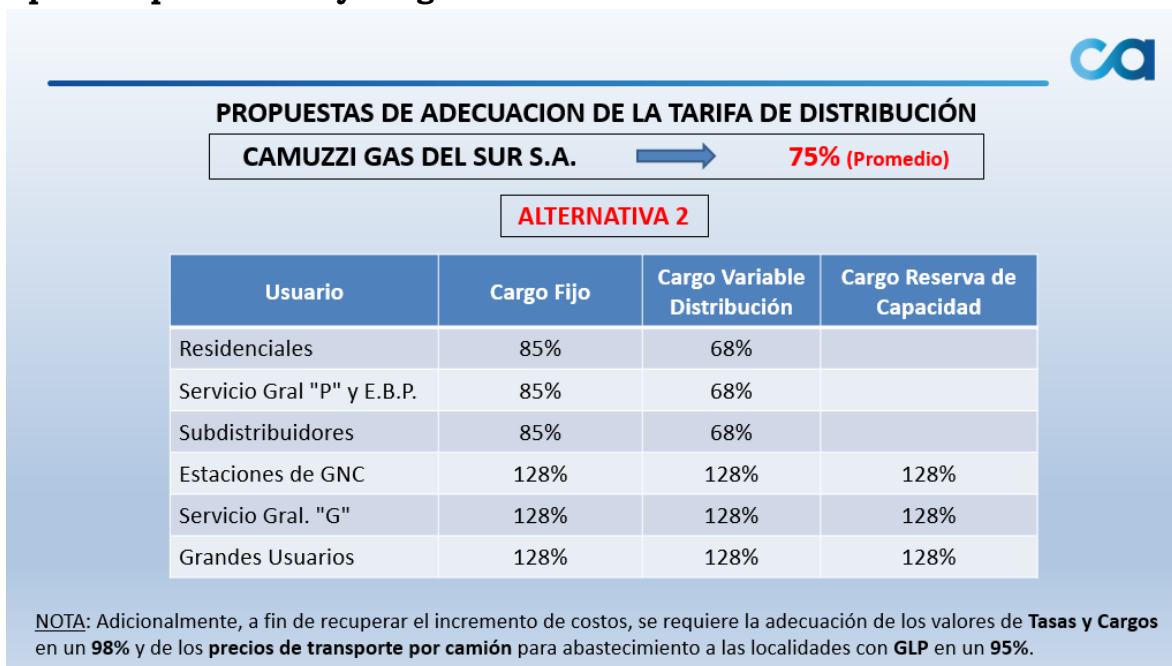 ca
PROPUESTAS DE ADECUACION DE LA TARIFA DE DISTRIBUCIÓN
CAMUZZI GAS DEL SUR S.A. 75% (Promedio)
ALTERNATIVA 2
Usuario Cargo Fijo Cargo Variable Distribución Cargo Reserva de Capacidad
Residenciales 85% 68%
Servicio Gral "P" y E.B.P. 85% 68%
Subdistribuidores 85% 68%
Estaciones de GNC 128% 128% 128%
Servicio Gral. "G" 128% 128% 128%
Grandes Usuarios 128% 128% 128%
NOTA: Adicionalmente, a fin de recuperar el incremento de costos, se requiere la adecuación de los valores de Tasas y Cargos
en un 98% y de los precios de transporte por camión para abastecimiento a las localidades con GLP en un 95%.